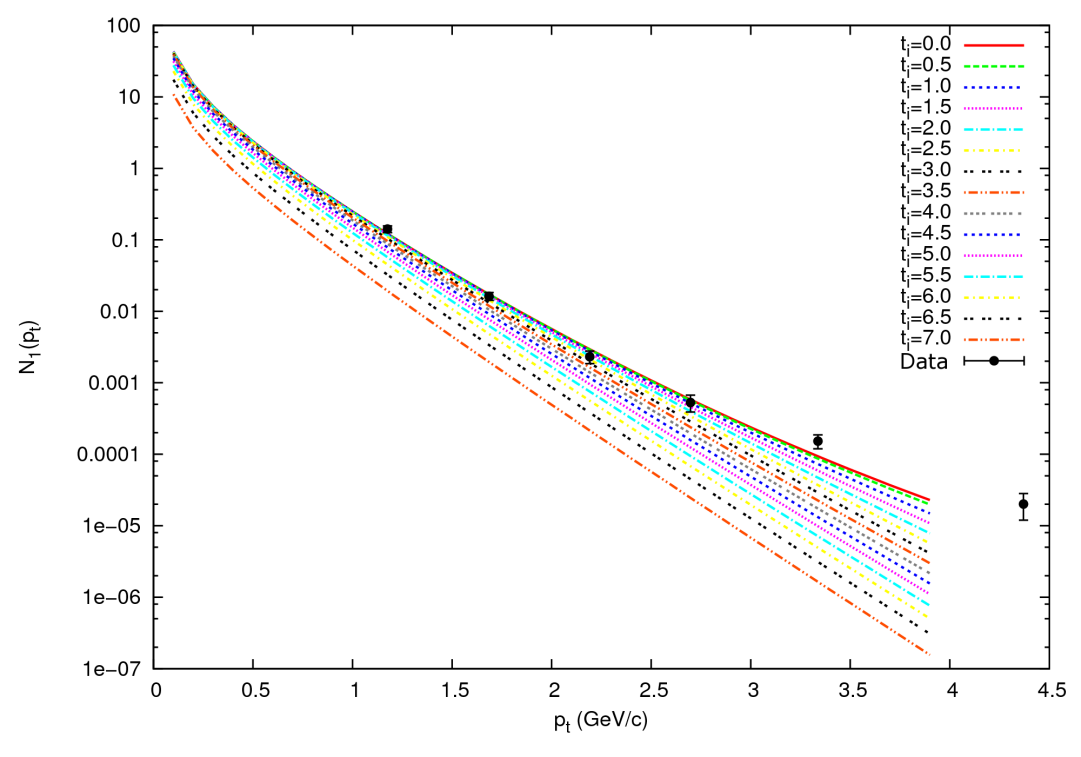 100
10
1
0.1
0.01
0.001
0.0001
1e−05
1e−06
1e−07
N1(pt)
0
0.5
1
1.5
2
2.5
3
3.5
4
4.5
pt (GeV/c)
ti=0.0
ti=0.5
ti=1.0
ti=1.5
ti=2.0
ti=2.5
ti=3.0
ti=3.5
ti=4.0
ti=4.5
ti=5.0
ti=5.5
ti=6.0
ti=6.5
ti=7.0
Data